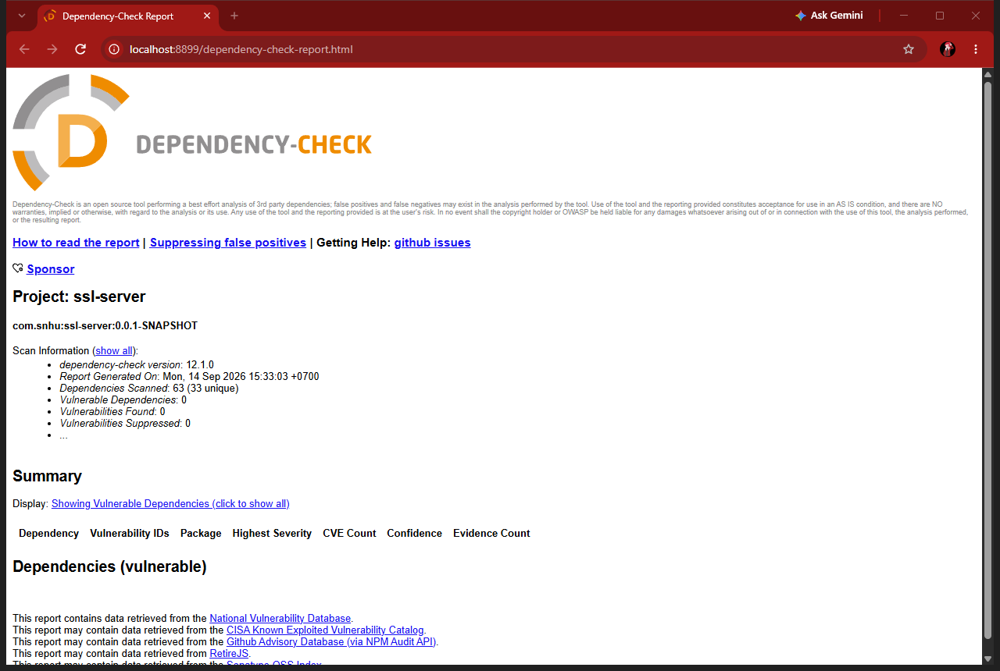 Dependency-Check Report
Ask Gemini
localhost:8899/dependency-check-report.html
D
DEPENDENCY-CHECK
Dependency-Check is an open source tool performing a best effort analysis of 3rd party dependencies; false positives and false negatives may exist in the analysis performed by the tool. Use of the tool and the reporting provided constitutes acceptance for use in an AS IS condition, and there are NO
warranties, implied or otherwise, with regard to the analysis or its use. Any use of the tool and the reporting provided is at the user's risk. In no event shall the copyright holder or OWASP be held liable for any damages whatsoever arising out of or in connection with the use of this tool, the analysis performed,
or the resulting report.
How to read the report | Suppressing false positives | Getting Help: github issues
Sponsor
Project: ssl-server
com.snhu:ssl-server:0.0.1-SNAPSHOT
Scan Information (show all):
• dependency-check version: 12.1.0
• Report Generated On: Mon, 14 Sep 2026 15:33:03 +0700
• Dependencies Scanned: 63 (33 unique)
• Vulnerable Dependencies: 0
• Vulnerabilities Found: 0
• Vulnerabilities Suppressed: 0
• ...
Summary
Display: Showing Vulnerable Dependencies (click to show all)
Dependency Vulnerability IDs Package Highest Severity CVE Count Confidence Evidence Count
Dependencies (vulnerable)
This report contains data retrieved from the National Vulnerability Database.
This report may contain data retrieved from the CISA Known Exploited Vulnerability Catalog.
This report may contain data retrieved from the Github Advisory Database (via NPM Audit API).
This report may contain data retrieved from RetireJS.
This report may contain data retrieved from the Sonatype OSS Index.